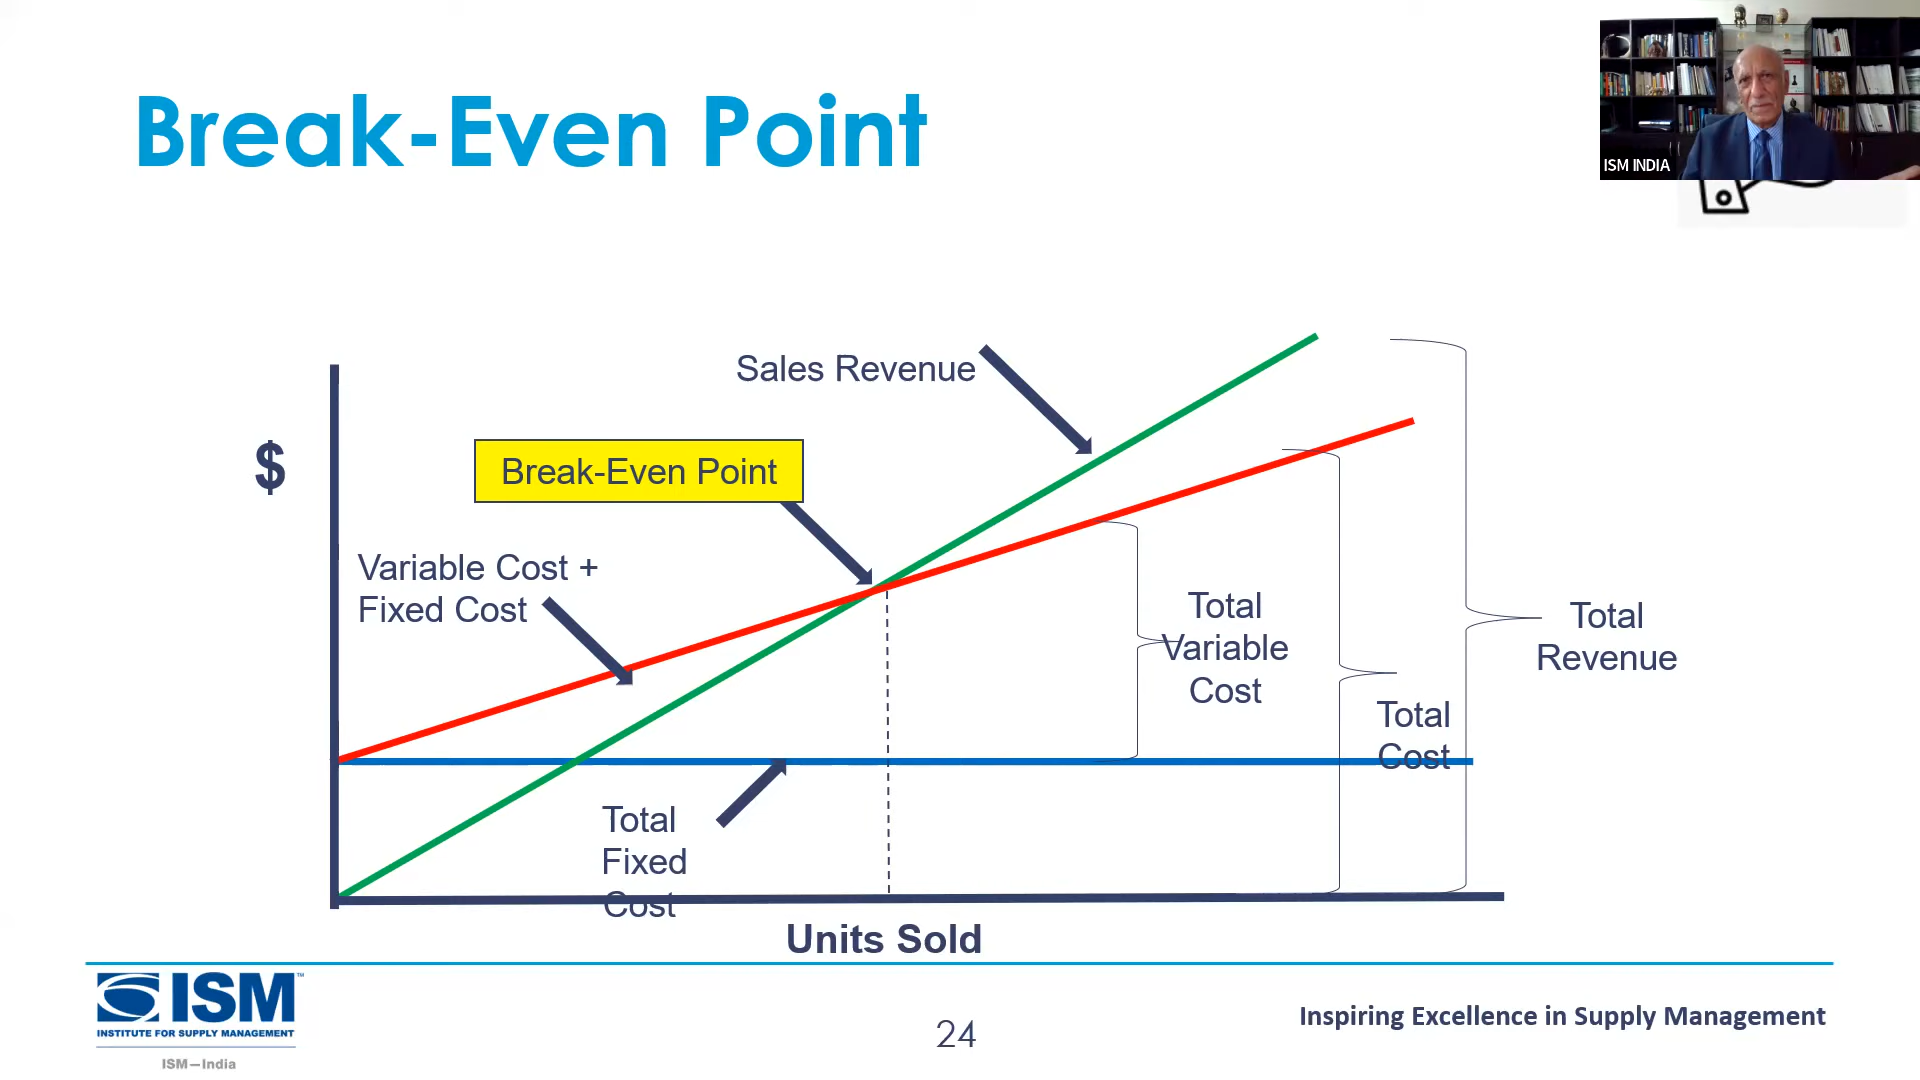 Break-Even Point
ISM INDIA
Sales Revenue
$
Break-Even Point
Variable Cost +
Fixed Cost
Total
Variable
Cost
Total
Revenue
Total
Cost
Total
Fixed
Cost
Units Sold
ISM™
INSTITUTE FOR SUPPLY MANAGEMENT
ISM—India
24
Inspiring Excellence in Supply Management